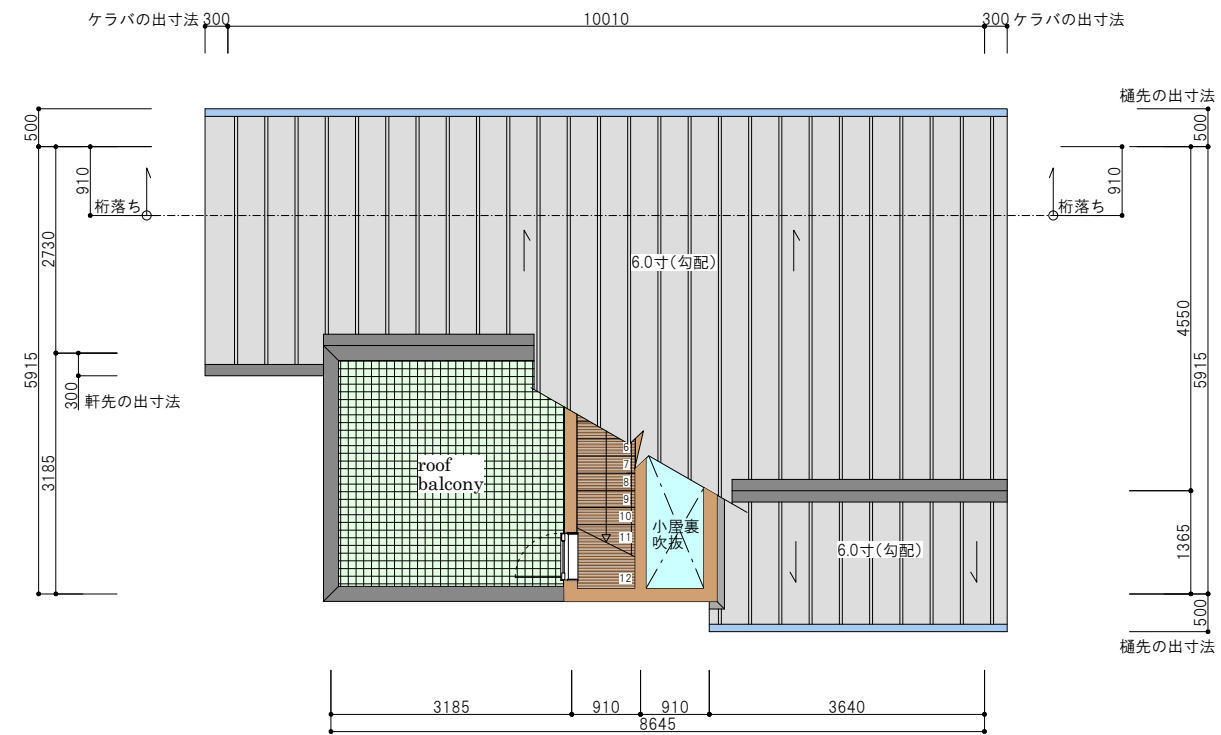 ケラバの出寸法
300
10010
300
ケラバの出寸法
樋先の出寸法
500
500
910
910
桁落ち
桁落ち
2730
6.0寸(勾配)
4550
5915
5915
300
軒先の出寸法
3185
roof
balcony
6
7
8
9
10
11
12
小屋裏
吹抜
6.0寸(勾配)
1365
500
樋先の出寸法
3185
910
910
3640
8645